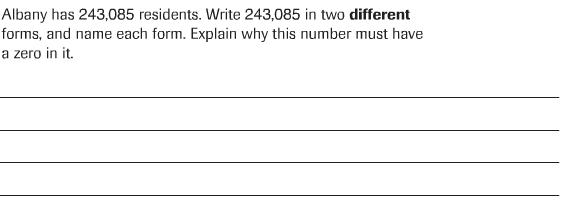 Albany has 243,085 residents. Write 243,085 in two different
forms, and name each form. Explain why this number must have
a zero in it.